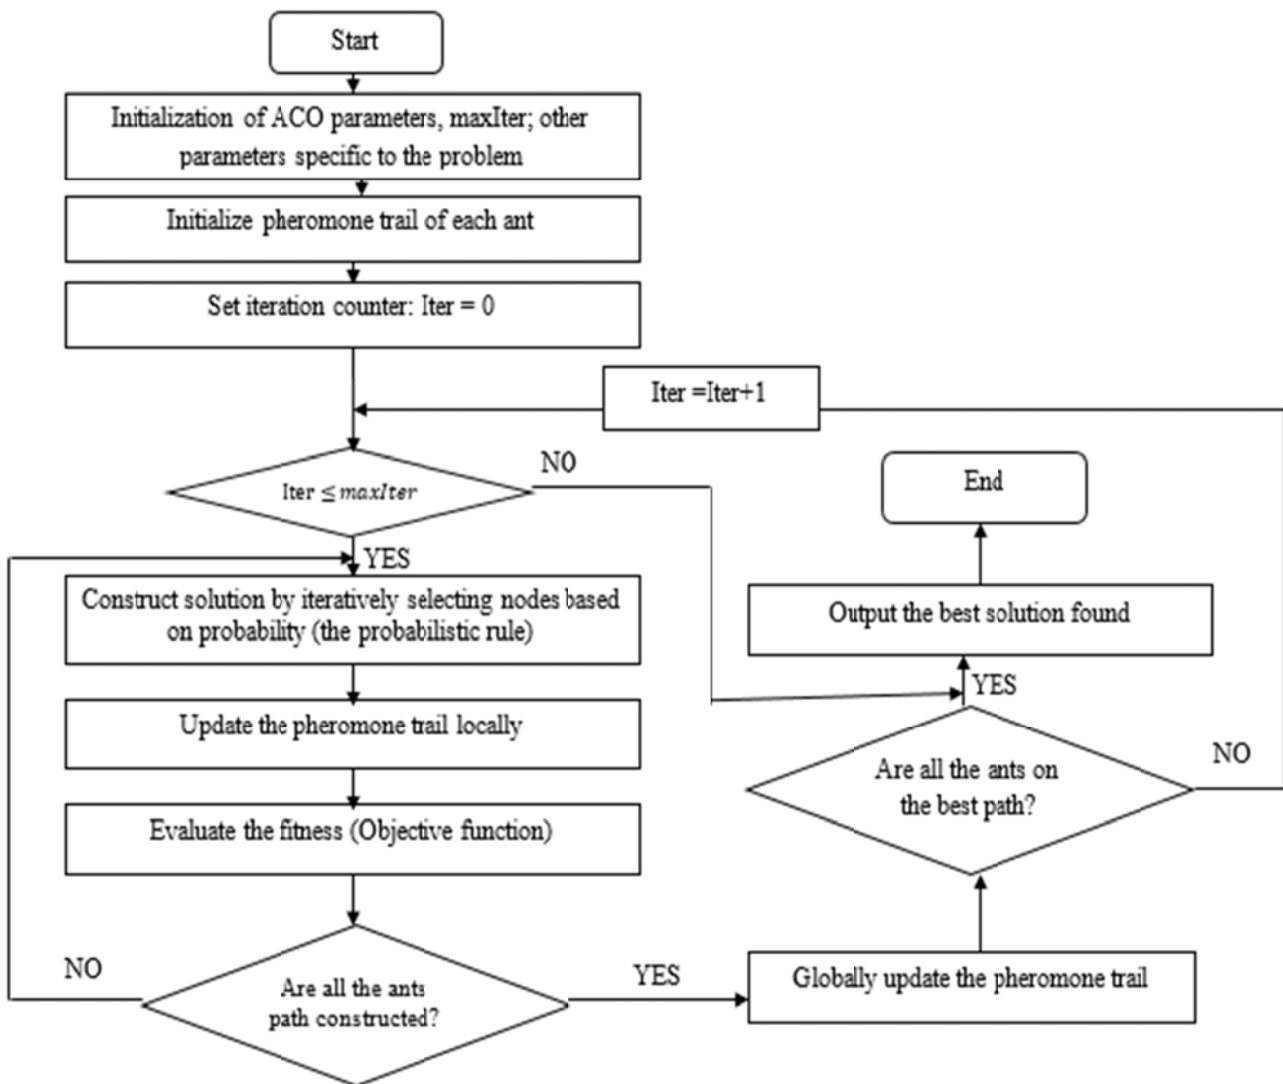 Start
Initialization of ACO parameters, maxIter; other
parameters specific to the problem
Initialize pheromone trail of each ant
Set iteration counter: Iter = 0
Iter =Iter+1
Iter ≤ maxIter
NO
YES
Construct solution by iteratively selecting nodes based
on probability (the probabilistic rule)
Update the pheromone trail locally
Evaluate the fitness (Objective function)
Are all the ants
path constructed?
NO
YES
Globally update the pheromone trail
Are all the ants on
the best path?
NO
YES
Output the best solution found
End